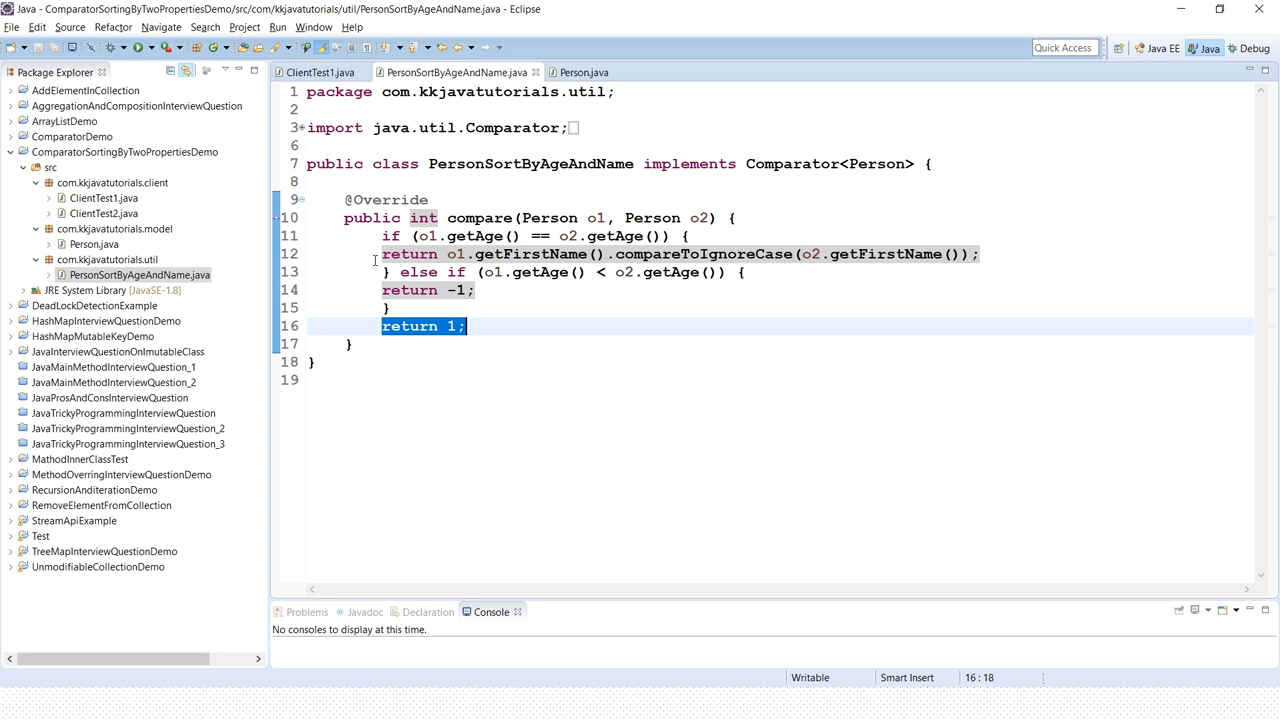 Java - ComparatorSortingByTwoPropertiesDemo/src/com/kkjavatutorials/util/PersonSortByAgeAndName.java - Eclipse
File Edit Source Refactor Navigate Search Project Run Window Help
Quick Access
Java EE
Java
Debug
Package Explorer
AddElementInCollection
AggregationAndCompositionInterviewQuestion
ArrayListDemo
ComparatorDemo
ComparatorSortingByTwoPropertiesDemo
src
com.kkjavatutorials.client
ClientTest1.java
ClientTest2.java
com.kkjavatutorials.model
Person.java
com.kkjavatutorials.util
PersonSortByAgeAndName.java
JRE System Library [JavaSE-1.8]
DeadLockDetectionExample
HashMapInterviewQuestionDemo
HashMapMutableKeyDemo
JavaInterviewQuestionOnImutableClass
JavaMainMethodInterviewQuestion_1
JavaMainMethodInterviewQuestion_2
JavaProsAndConsInterviewQuestion
JavaTrickyProgrammingInterviewQuestion
JavaTrickyProgrammingInterviewQuestion_2
JavaTrickyProgrammingInterviewQuestion_3
MathodInnerClassTest
MethodOverringInterviewQuestionDemo
RecursionAnditerationDemo
RemoveElementFromCollection
StreamApiExample
Test
TreeMapInterviewQuestionDemo
UnmodifiableCollectionDemo
ClientTest1.java
PersonSortByAgeAndName.java
Person.java
1 package com.kkjavatutorials.util;
2
3 import java.util.Comparator;
6
7 public class PersonSortByAgeAndName implements Comparator<Person> {
8
9 @Override
10 public int compare(Person o1, Person o2) {
11 if (o1.getAge() == o2.getAge()) {
12 return o1.getFirstName().compareToIgnoreCase(o2.getFirstName());
13 } else if (o1.getAge() < o2.getAge()) {
14 return -1;
15 }
16 return 1;
17 }
18 }
19
Problems
Javadoc
Declaration
Console
No consoles to display at this time.
Writable
Smart Insert
16 : 18